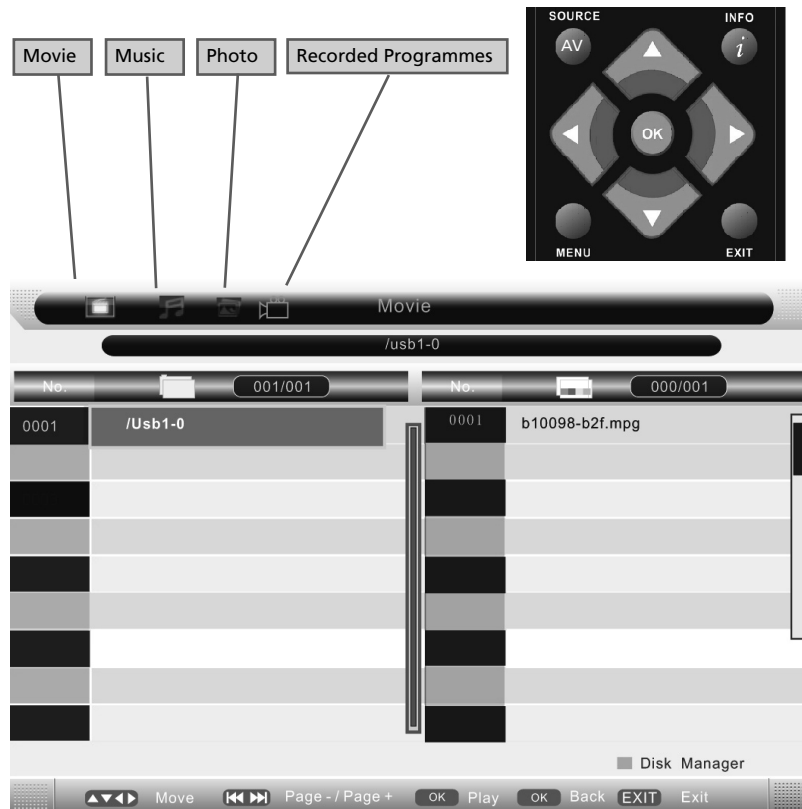 SOURCE INFO
AV i
Movie Music Photo Recorded Programmes
OK
MENU EXIT
Movie
/usb1-0
No. 001/001 No. 000/001
0001 /Usb1-0 0001 b10098-b2f.mpg
Disk Manager
Move Page - / Page + OK Play OK Back EXIT Exit